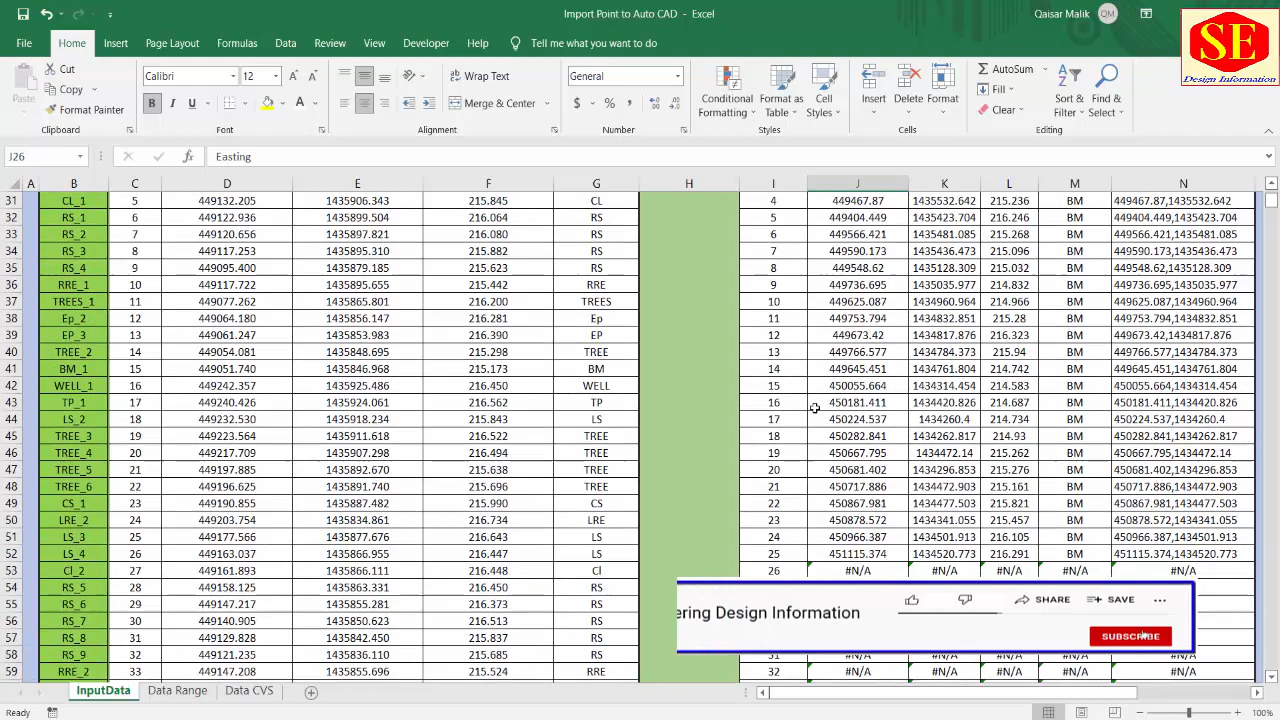 Import Point to Auto CAD - Excel
Qaisar Malik QM
SE
Design Information
File Home Insert Page Layout Formulas Data Review View Developer Help Tell me what you want to do
Paste
Cut
Copy
Format Painter
Clipboard
Calibri 12
B I U
Font
Wrap Text
Merge & Center
Alignment
General
$ % ,
Number
Conditional Formatting
Format as Table
Cell Styles
Styles
Insert Delete Format
Cells
AutoSum
Fill
Clear
Sort & Filter
Find & Select
Editing
J26 fx Easting
A B C D E F G H I J K L M N
31 CL_1 5 449132.205 1435906.343 215.845 CL 4 449467.87 1435532.642 215.236 BM 449467.87,1435532.642
32 RS_1 6 449122.936 1435904.599 216.064 RS 5 449404.449 1435423.704 216.246 BM 449404.449,1435423.704
33 RS_2 7 449120.656 1435897.821 216.080 RS 6 449566.421 1435481.085 215.268 BM 449566.421,1435481.085
34 RS_3 8 449117.253 1435895.310 215.882 RS 7 449590.173 1435436.473 215.096 BM 449590.173,1435436.473
35 RS_4 9 449095.400 1435879.185 215.623 RS 8 449548.62 1435128.309 215.032 BM 449548.62,1435128.309
36 RRE_1 10 449117.722 1435895.655 215.442 RRE 9 449736.695 1435035.977 214.832 BM 449736.695,1435035.977
37 TREES_1 11 449077.262 1435865.801 216.200 TREES 10 449625.087 1434960.964 214.966 BM 449625.087,1434960.964
38 Ep_2 12 449064.180 1435856.147 216.281 Ep 11 449753.794 1434832.851 215.28 BM 449753.794,1434832.851
39 EP_3 13 449061.247 1435853.983 216.390 EP 12 449673.42 1434817.876 216.323 BM 449673.42,1434817.876
40 TREE_2 14 449054.081 1435848.695 215.298 TREE 13 449766.577 1434784.373 215.94 BM 449766.577,1434784.373
41 BM_1 15 449051.740 1435846.968 215.173 BM 14 449645.451 1434761.804 214.742 BM 449645.451,1434761.804
42 WELL_1 16 449242.357 1435925.486 216.450 WELL 15 450055.664 1434314.454 214.583 BM 450055.664,1434314.454
43 TP_1 17 449240.426 1435924.061 216.562 TP 16 450181.411 1434420.826 214.687 BM 450181.411,1434420.826
44 LS_2 18 449232.530 1435918.234 215.643 LS 17 450224.537 1434260.4 214.734 BM 450224.537,1434260.4
45 TREE_3 19 449223.564 1435911.618 216.522 TREE 18 450282.841 1434262.817 214.93 BM 450282.841,1434262.817
46 TREE_4 20 449217.709 1435907.298 216.494 TREE 19 450667.795 1434472.14 215.262 BM 450667.795,1434472.14
47 TREE_5 21 449197.885 1435892.670 215.638 TREE 20 450681.402 1434296.853 215.276 BM 450681.402,1434296.853
48 TREE_6 22 449196.625 1435891.740 215.696 TREE 21 450717.886 1434472.903 215.161 BM 450717.886,1434472.903
49 CS_1 23 449190.855 1435887.483 215.990 CS 22 450867.981 1434477.503 215.821 BM 450867.981,1434477.503
50 LRE_2 24 449203.754 1435834.861 216.734 LRE 23 450878.572 1434341.055 215.457 BM 450878.572,1434341.055
51 LS_3 25 449177.535 1435877.676 216.643 LS 24 450966.387 1434501.913 216.105 BM 450966.387,1434501.913
52 LS_4 26 449163.037 1435866.955 216.447 LS 25 451115.374 1434520.773 216.291 BM 451115.374,1434520.773
53 Cl_2 27 449161.893 1435866.111 216.638 Cl 26 #N/A #N/A #N/A #N/A #N/A
54 RS_5 28 449158.125 1435863.331 216.450 RS
55 RS_6 29 449147.217 1435855.281 216.373 RS
56 RS_7 30 449140.905 1435850.623 215.905 RS
57 RS_8 31 449129.828 1435842.450 215.837 RS
58 RS_9 32 449121.235 1435836.110 215.685 RS
59 RRE_2 33 449147.208 1435855.696 215.524 RRE 32 #N/A #N/A #N/A #N/A #N/A
ering Design Information
SHARE SAVE ...
SUBSCRIBE
InputData Data Range Data CVS
Ready 100%